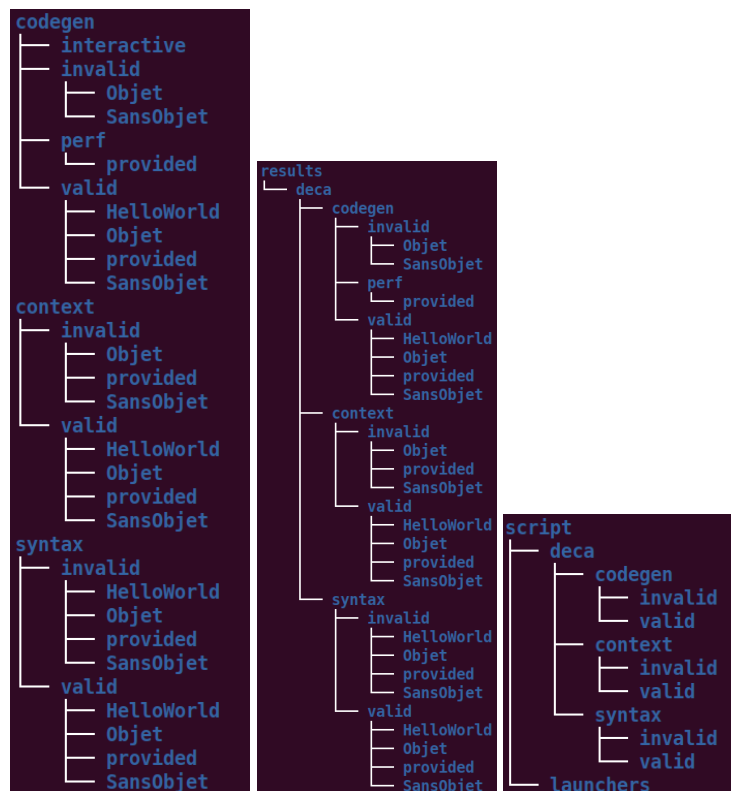 codegen
interactive
invalid
Objet
SansObjet
perf
provided
valid
HelloWorld
Objet
provided
SansObjet
context
invalid
Objet
provided
SansObjet
valid
HelloWorld
Objet
provided
SansObjet
syntax
invalid
HelloWorld
Objet
provided
SansObjet
valid
HelloWorld
Objet
provided
SansObjet
results
deca
codegen
invalid
Objet
SansObjet
perf
provided
valid
HelloWorld
Objet
provided
SansObjet
context
invalid
Objet
provided
SansObjet
valid
HelloWorld
Objet
provided
SansObjet
syntax
invalid
HelloWorld
Objet
provided
SansObjet
valid
HelloWorld
Objet
provided
SansObjet
script
deca
codegen
invalid
valid
context
invalid
valid
syntax
invalid
valid
launchers